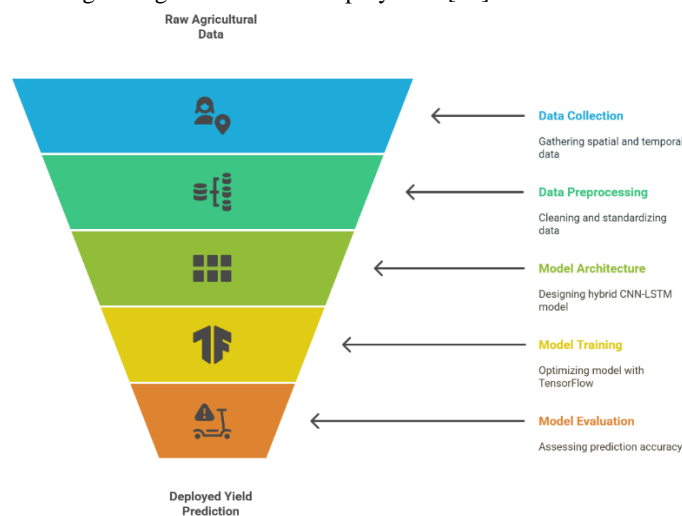 Raw Agricultural
Data
Data Collection
Gathering spatial and temporal
data
Data Preprocessing
Cleaning and standardizing
data
Model Architecture
Designing hybrid CNN-LSTM
model
Model Training
Optimizing model with
TensorFlow
Model Evaluation
Assessing prediction accuracy
Deployed Yield
Prediction